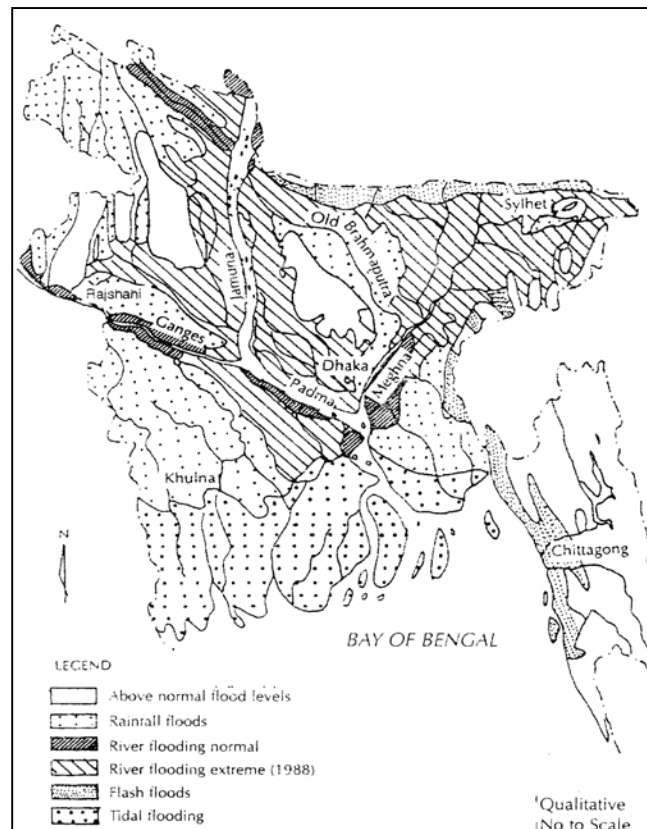 Sylhet
Old Brahmaputra
Jamuna
Rajshahi
Ganges
Dhaka
Meghna
Padma
Khulna
N
Chittagong
BAY OF BENGAL
LEGEND
Above normal flood levels
Rainfall floods
River flooding normal
River flooding extreme (1988)
Flash floods
Tidal flooding
Qualitative
No to Scale